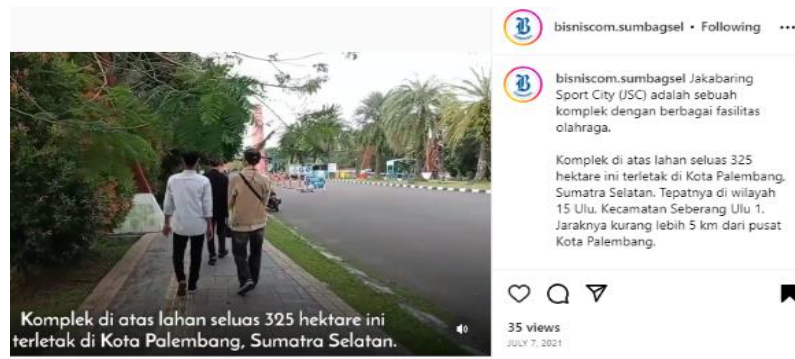 bisniscom.sumbagsel • Following
bisniscom.sumbagsel Jakabaring
Sport City (JSC) adalah sebuah
komplek dengan berbagai fasilitas
olahraga.
Komplek di atas lahan seluas 325
hektare ini terletak di Kota Palembang,
Sumatra Selatan. Tepatnya di wilayah
15 Ulu. Kecamatan Seberang Ulu 1.
Jaraknya kurang lebih 5 km dari pusat
Kota Palembang.
Komplek di atas lahan seluas 325 hektare ini
terletak di Kota Palembang, Sumatra Selatan.
35 views
JULY 7, 2021